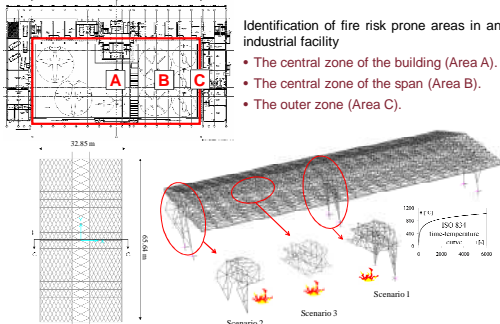 Identification of fire risk prone areas in an
industrial facility
• The central zone of the building (Area A).
• The central zone of the span (Area B).
• The outer zone (Area C).
A B C
32.85 m
65.64 m
1200
800
400
0
ISO 834
time-temperature
curve
0 2000 4000 6000
Scenario 1
Scenario 3
Scenario 2